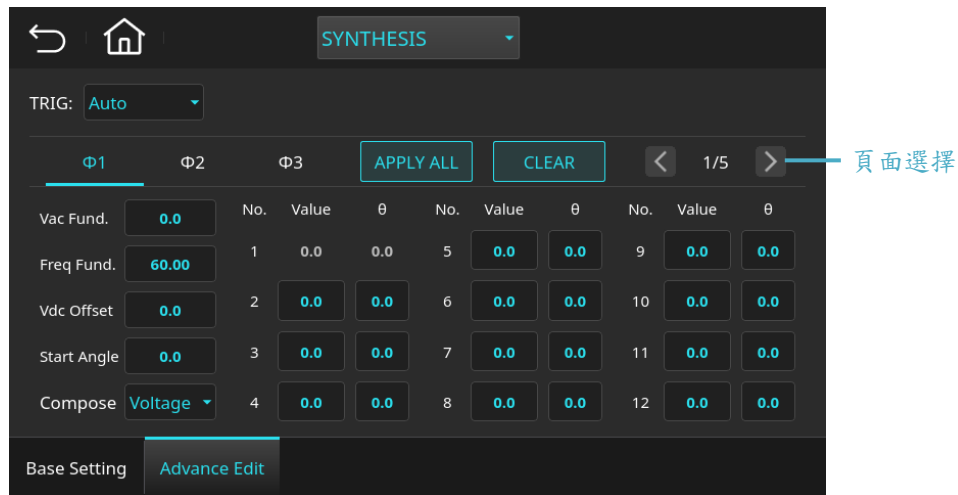 SYNTHESIS
TRIG: Auto
Φ1 Φ2 Φ3 APPLY ALL CLEAR 1/5 頁面選擇
No. Value θ No. Value θ No. Value θ
Vac Fund. 0.0
1 0.0 0.0 5 0.0 0.0 9 0.0 0.0
Freq Fund. 60.00
2 0.0 0.0 6 0.0 0.0 10 0.0 0.0
Vdc Offset 0.0
3 0.0 0.0 7 0.0 0.0 11 0.0 0.0
Start Angle 0.0
Compose Voltage 4 0.0 0.0 8 0.0 0.0 12 0.0 0.0
Base Setting Advance Edit